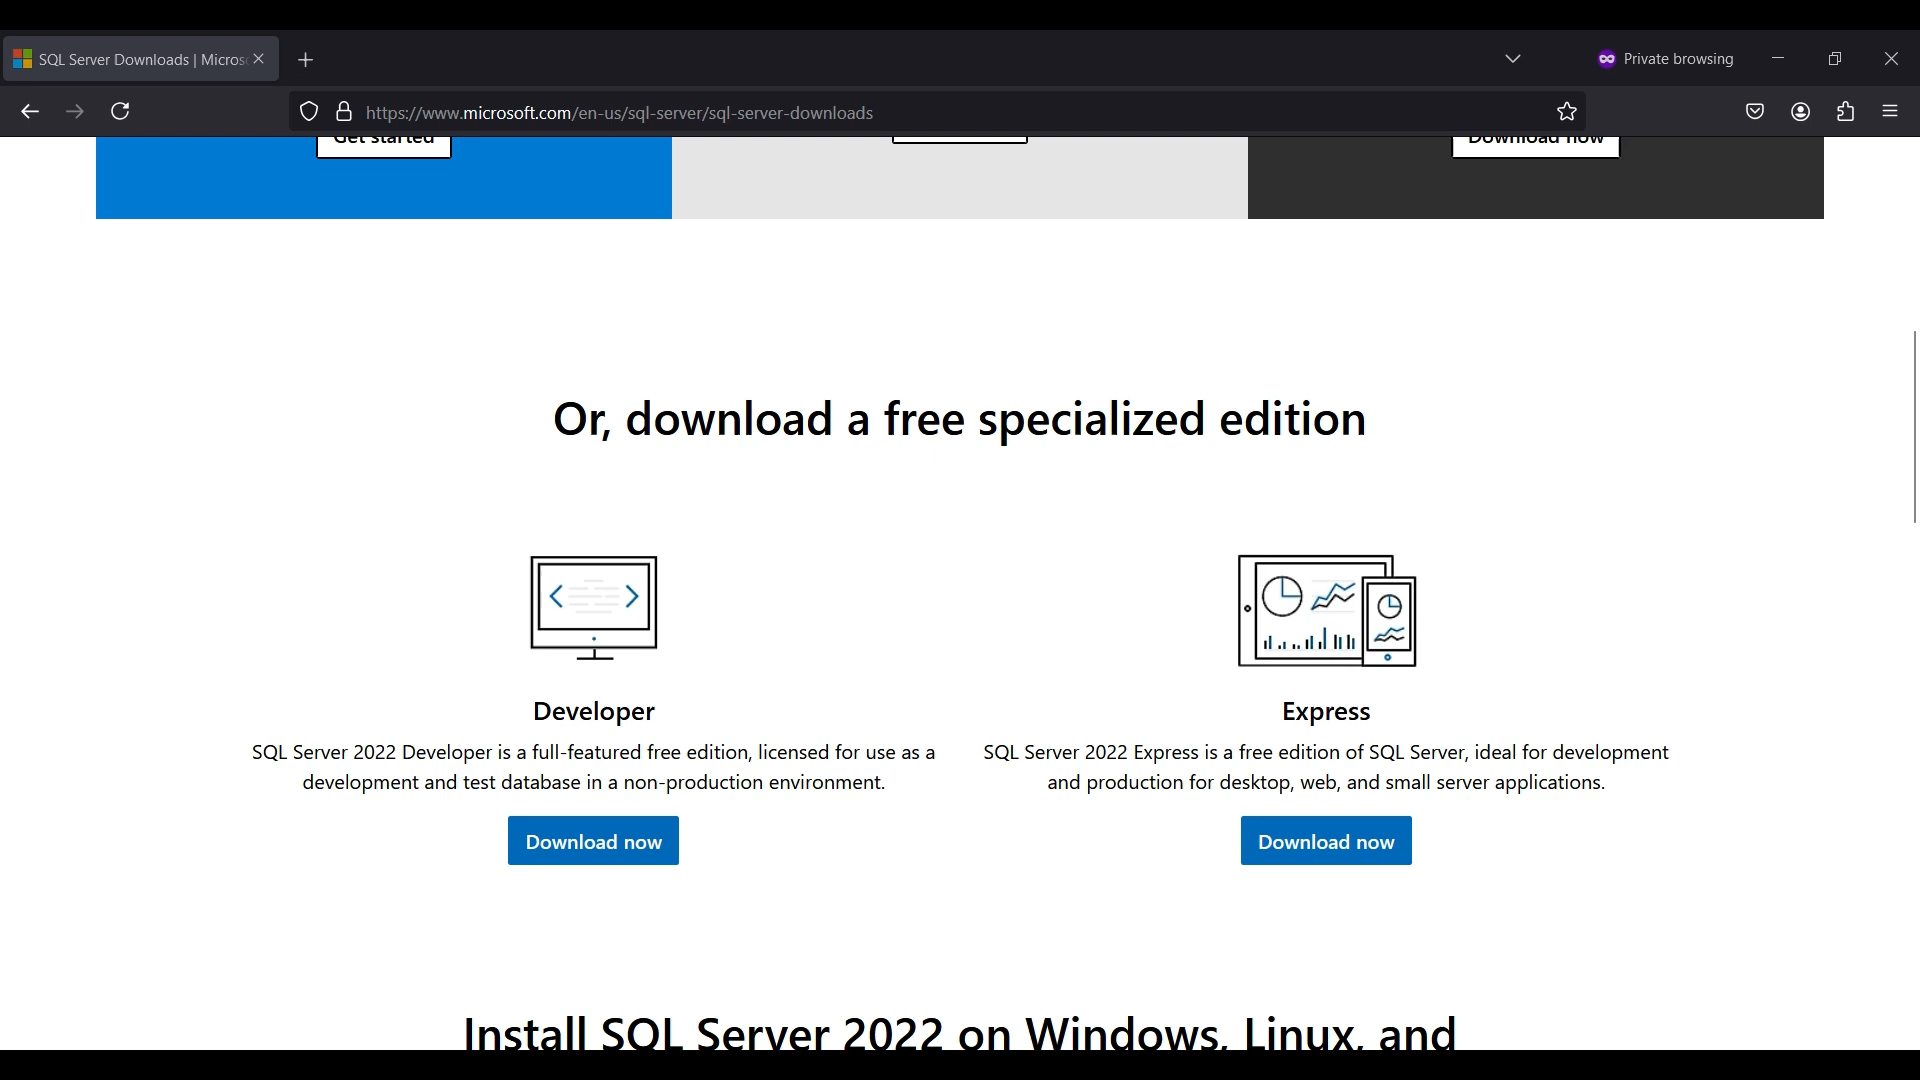 SQL Server Downloads | Micros
Private browsing
https://www.microsoft.com/en-us/sql-server/sql-server-downloads
Get started
Download now
Or, download a free specialized edition
Developer
SQL Server 2022 Developer is a full-featured free edition, licensed for use as a
development and test database in a non-production environment.
Download now
Express
SQL Server 2022 Express is a free edition of SQL Server, ideal for development
and production for desktop, web, and small server applications.
Download now
Install SQL Server 2022 on Windows, Linux, and